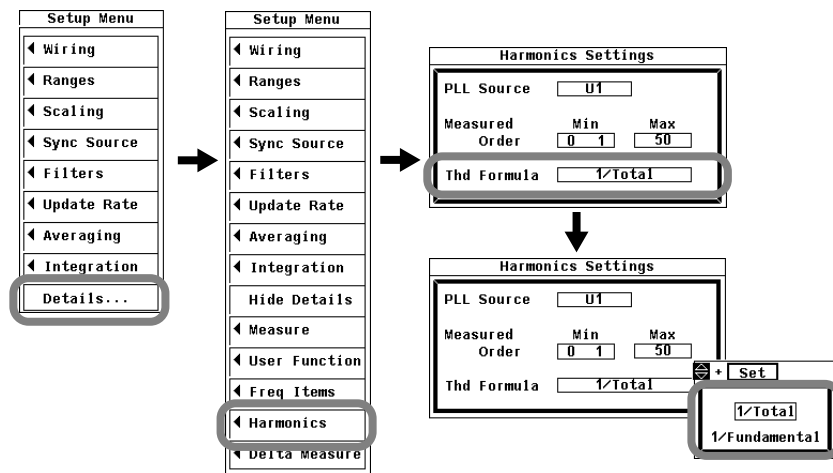 Setup Menu
Wiring
Ranges
Scaling
Sync Source
Filters
Update Rate
Averaging
Integration
Details...
Setup Menu
Wiring
Ranges
Scaling
Sync Source
Filters
Update Rate
Averaging
Integration
Hide Details
Measure
User Function
Freq Items
Harmonics
Delta Measure
Harmonics Settings
PLL Source U1
Min Max
Measured
Order 0 1 50
Thd Formula 1/Total
Harmonics Settings
PLL Source U1
Min Max
Measured
Order 0 1 50
Thd Formula 1/Total
+ Set
1/Total
1/Fundamental